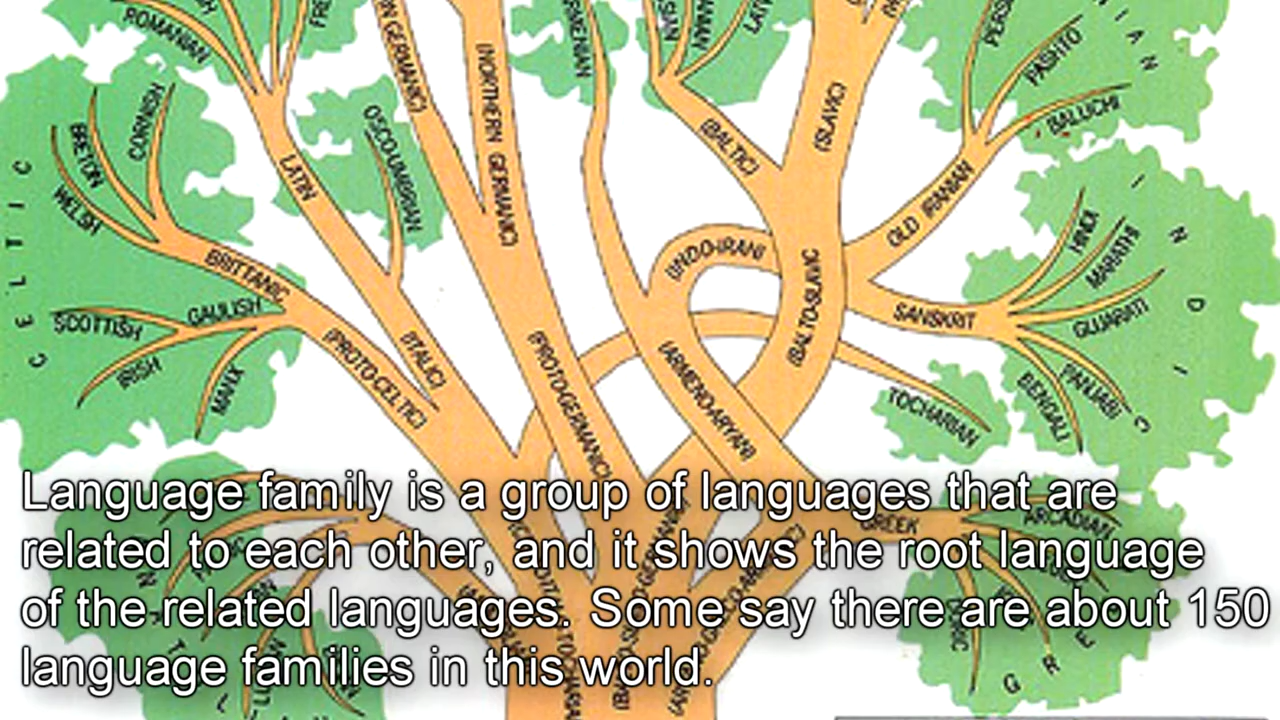 ROMANIAN
(NORTHERN GERMANIC)
(BALTIC)
(SLAVIC)
PASHTO
BALUCHI
OLD IRANIAN
OSCO-UMBRIAN
LATIN
CORNISH
BRETON
WELSH
CELTIC
BRITTANIC
GAULISH
SCOTTISH
IRISH
MANX
(PROTO-CELTIC)
(ITALIC)
(PROTO-GERMANIC)
(INDO-IRANI)
(ARMENO-ARYAN)
(BALTO-SLAVIC
SANSKRIT
HINDI
MARATHI
GUJARATI
PANJABI
BENGALI
INDIC
TOCHARIAN
GREEK
ARCADIAN
Language family is a group of languages that are
related to each other, and it shows the root language
of the related languages. Some say there are about 150
language families in this world.